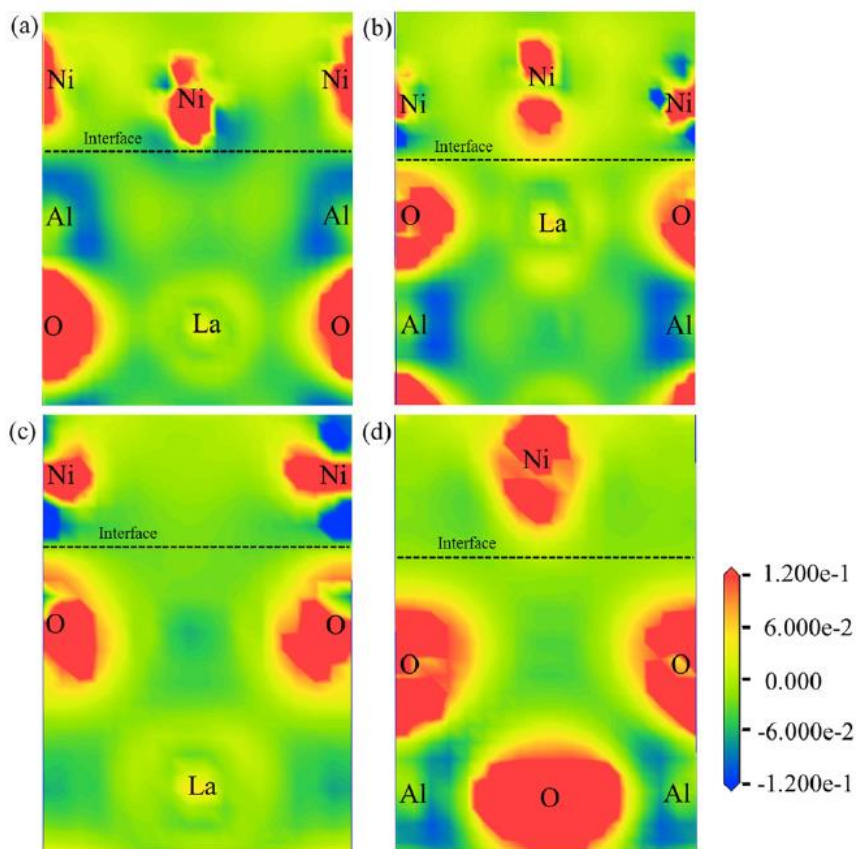 (a)
Ni
Ni
Ni
Interface
Al
Al
O
La
O
(b)
Ni
Ni
Ni
Interface
O
La
O
Al
Al
(c)
Ni
Ni
Interface
O
O
La
(d)
Ni
Interface
O
O
Al
O
Al
1.200e-1
6.000e-2
0.000
-6.000e-2
-1.200e-1